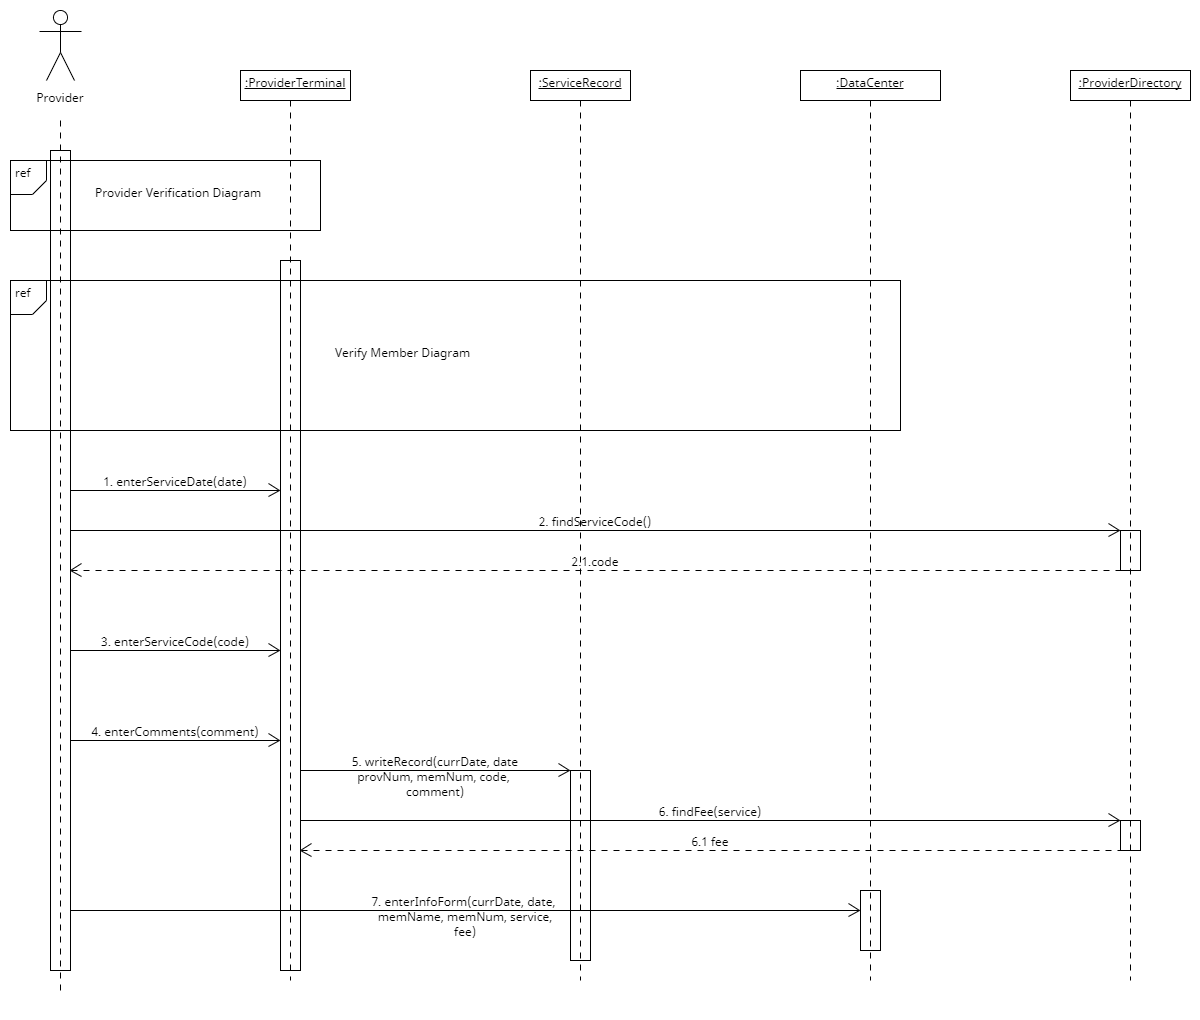 Provider
:ProviderTerminal
:ServiceRecord
:DataCenter
:ProviderDirectory
ref
Provider Verification Diagram
ref
Verify Member Diagram
1. enterServiceDate(date)
2. findServiceCode()
2.1.code
3. enterServiceCode(code)
4. enterComments(comment)
5. writeRecord(currDate, date
provNum, memNum, code,
comment)
6. findFee(service)
6.1 fee
7. enterInfoForm(currDate, date,
memName, memNum, service,
fee)